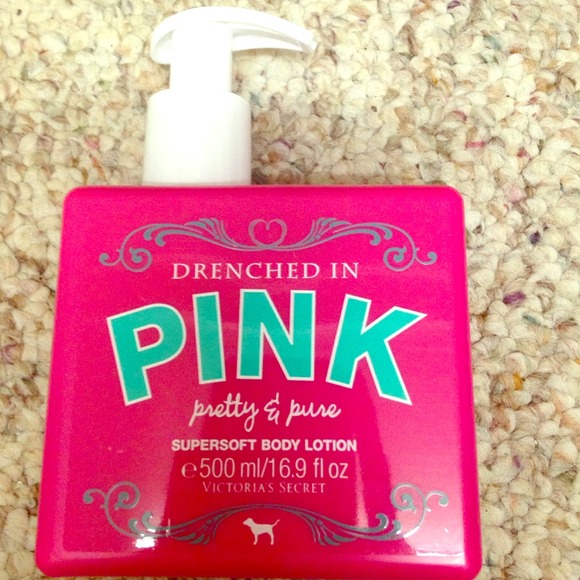 DRENCHED IN
PINK
pretty & pure
SUPERSOFT BODY LOTION
℮500 ml/16.9 fl oz
VICTORIA'S SECRET